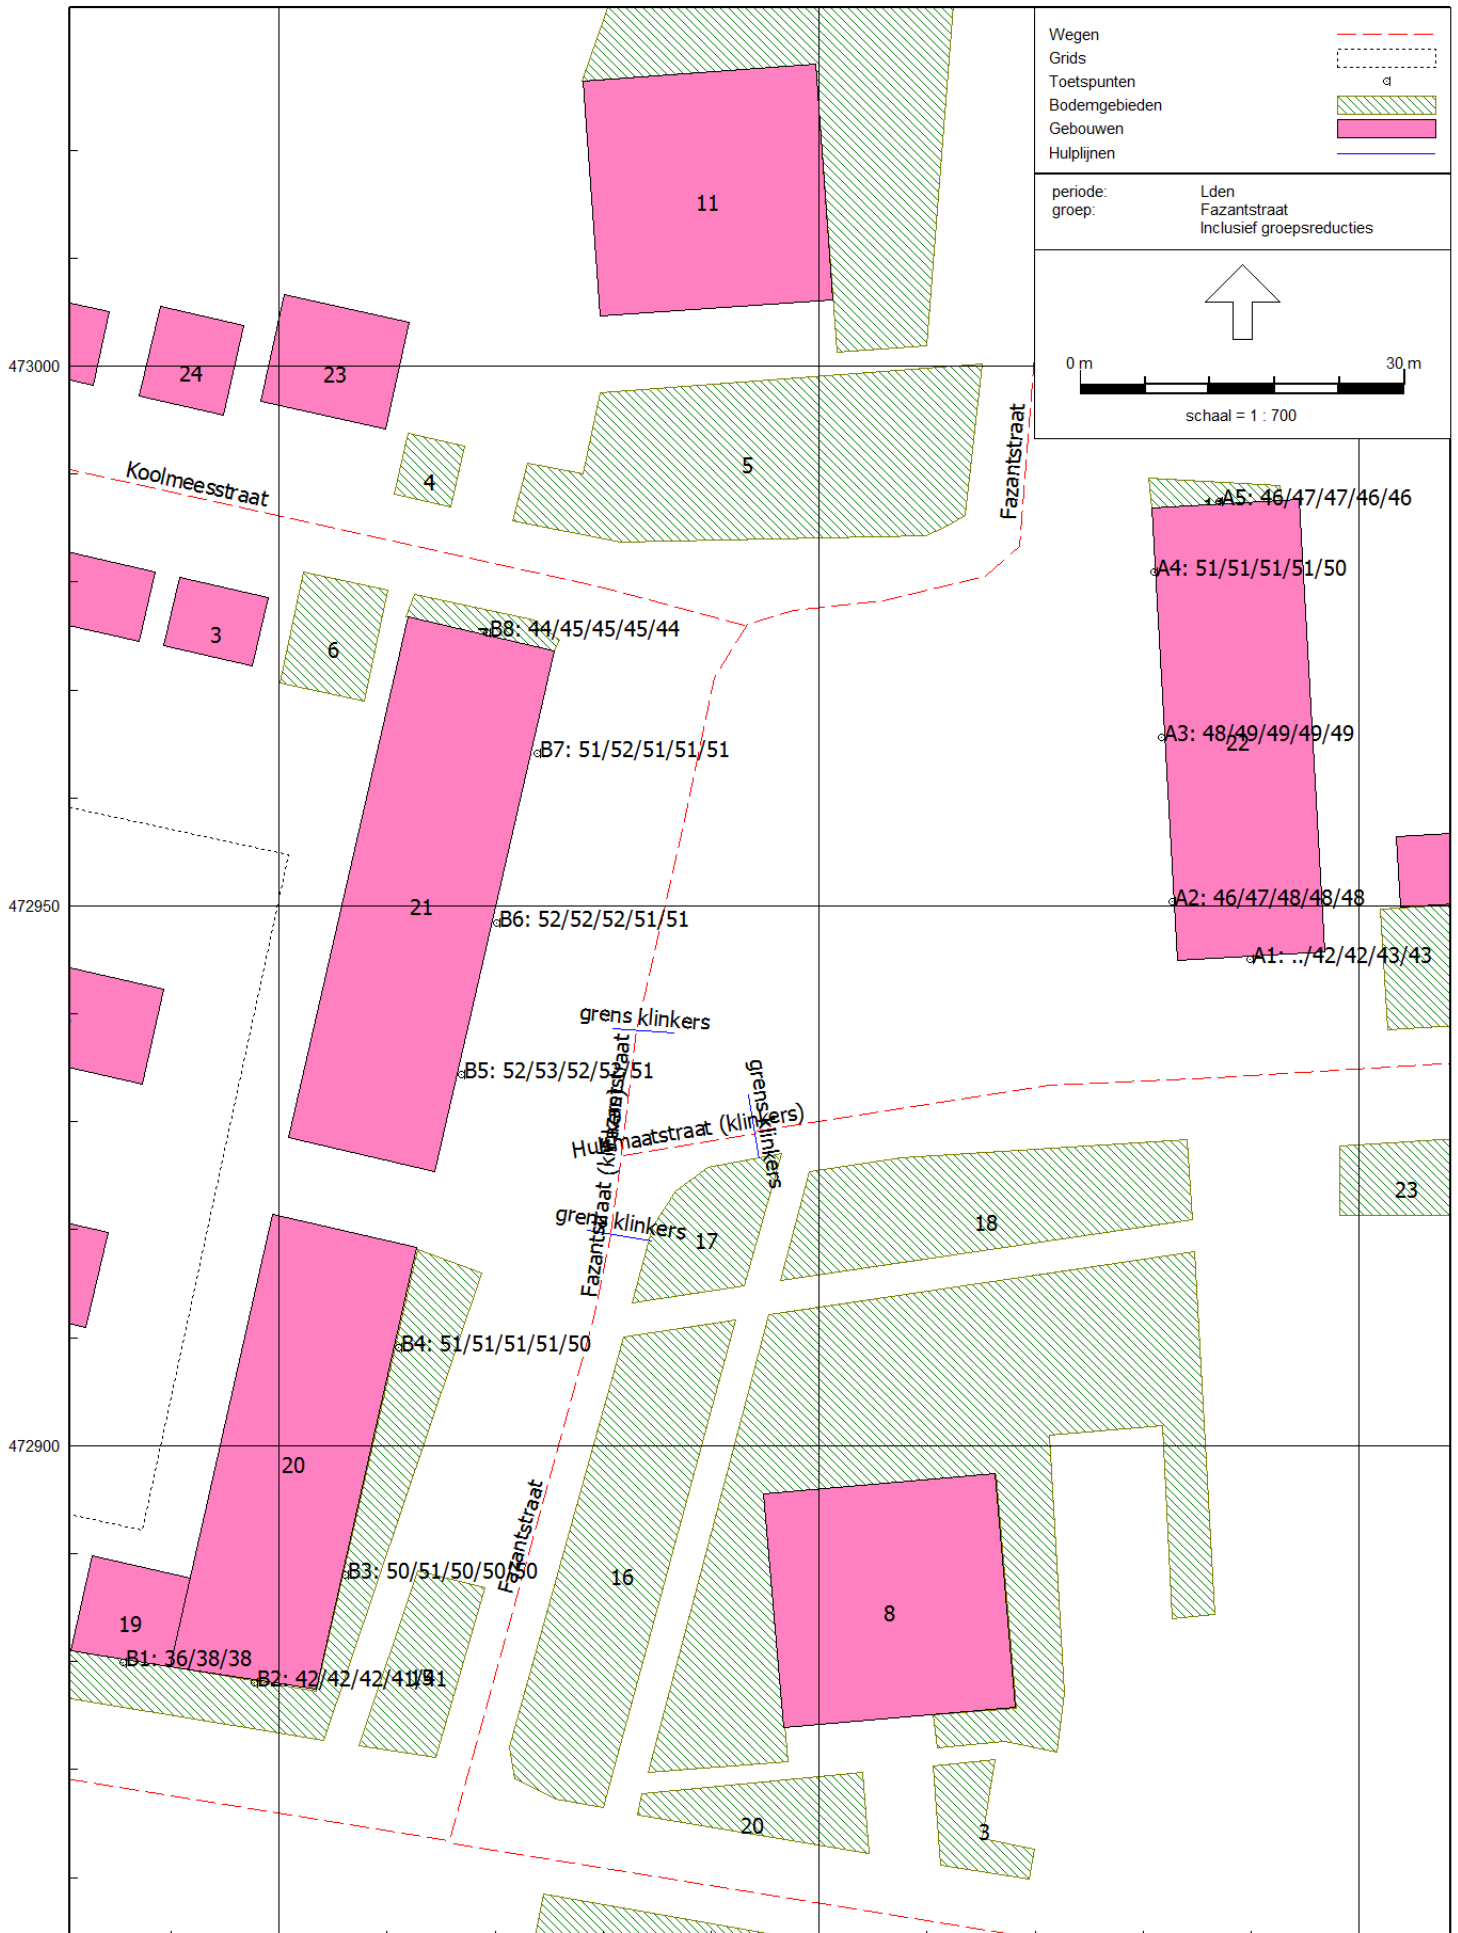 Wegen
Grids
Toetspunten
Bodemgebieden
Gebouwen
Hulplijnen
periode: Lden
groep: Fazantstraat
Inclusief groepsreducties
0 m 30 m
schaal = 1 : 700
11
473000
24
23
Koolmeesstraat
4
5
Fazantstraat
A5: 46/47/47/46/46
A4: 51/51/51/51/50
3
6
B8: 44/45/45/45/44
A3: 48/49/49/49/49
22
B7: 51/52/51/51/51
472950
21
B6: 52/52/52/51/51
A2: 46/47/48/48/48
A1: ../42/42/43/43
grens klinkers
B5: 52/53/52/52/51
Fazantstraat
grens klinkers
(klinkers)
Fazantstraat
grens klinkers
17
18
23
B4: 51/51/51/51/50
472900
20
Fazantstraat
B3: 50/51/50/50/50
16
8
19
B1: 36/38/38
B2: 42/42/42/41/41
20
3